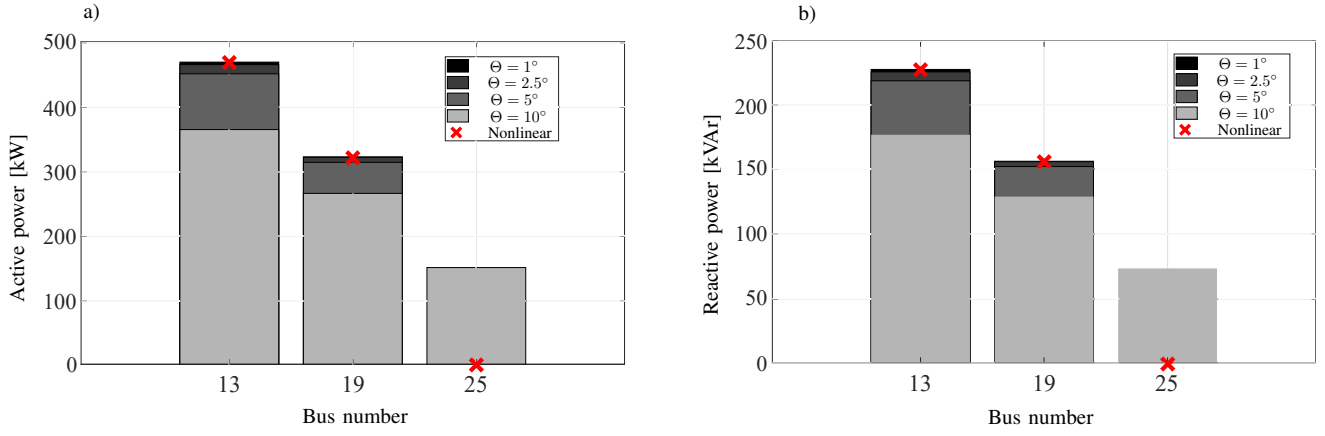 a)
500
400
300
200
100
0
Active power [kW]
13 19 25
Bus number
Θ = 1°
Θ = 2.5°
Θ = 5°
Θ = 10°
Nonlinear
b)
250
200
150
100
50
0
Reactive power [kVAr]
13 19 25
Bus number
Θ = 1°
Θ = 2.5°
Θ = 5°
Θ = 10°
Nonlinear